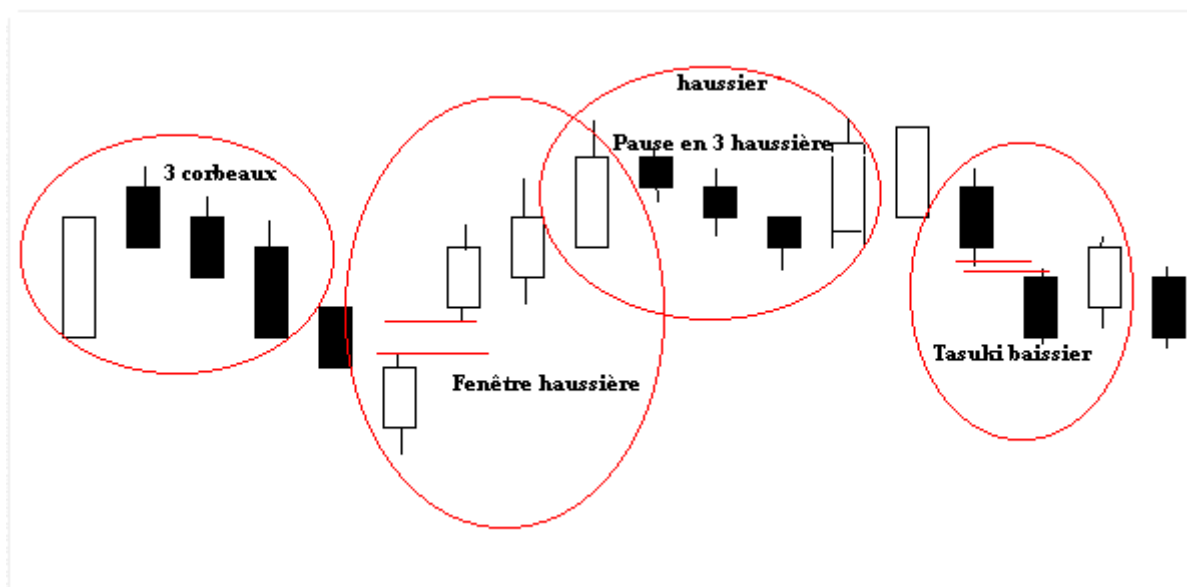 haussier
Pause en 3 haussière
3 corbeaux
Tasuki baissier
Fenêtre haussière